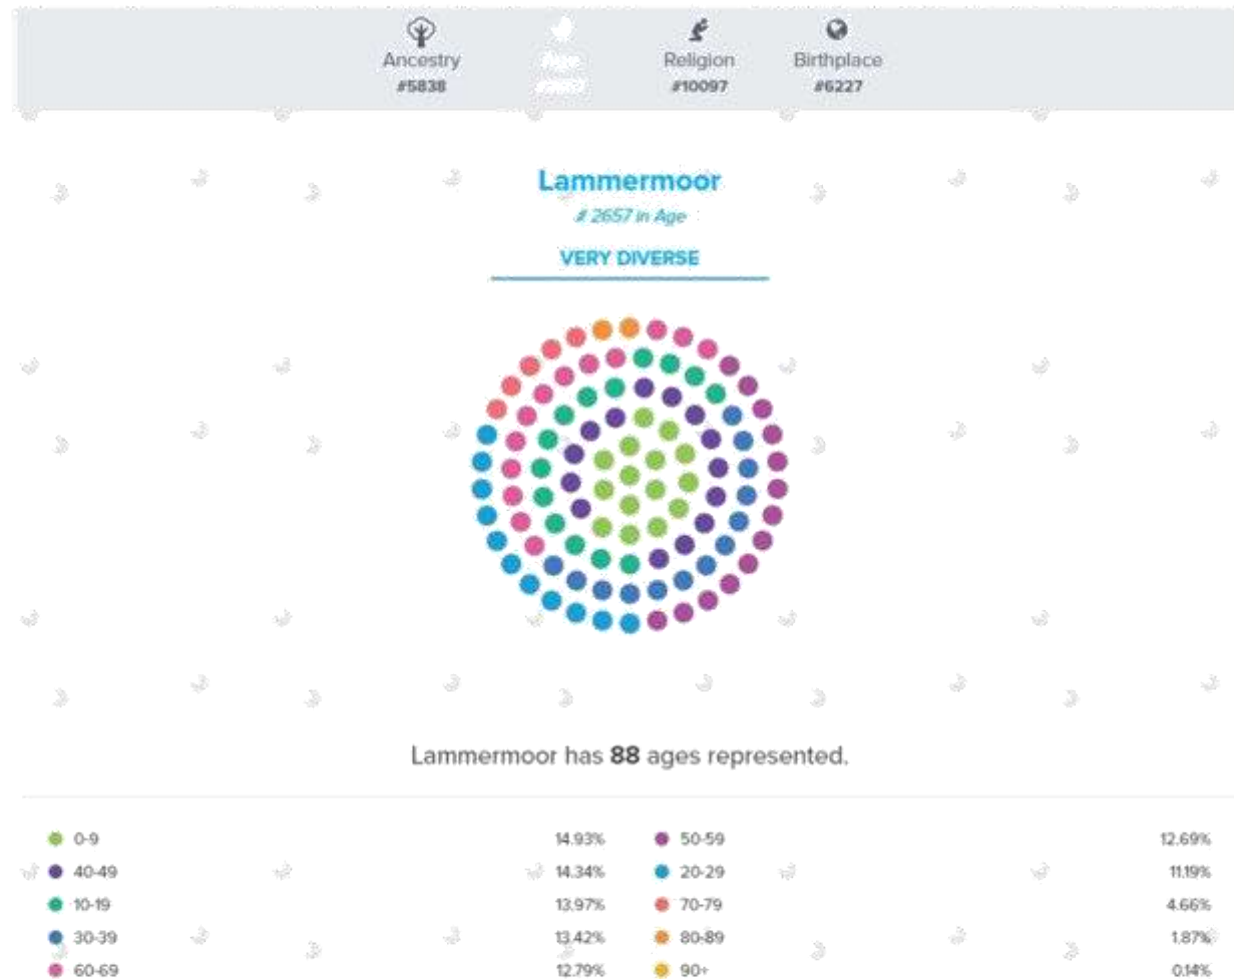 Ancestry
#5838
Religion
#10097
Birthplace
#6227
Lammermoor
# 2657 in Age
VERY DIVERSE
Lammermoor has 88 ages represented.
0-9 14.93% 50-59 12.69%
40-49 14.34% 20-29 11.19%
10-19 13.97% 70-79 4.66%
30-39 13.42% 80-89 1.87%
60-69 12.79% 90+ 0.14%